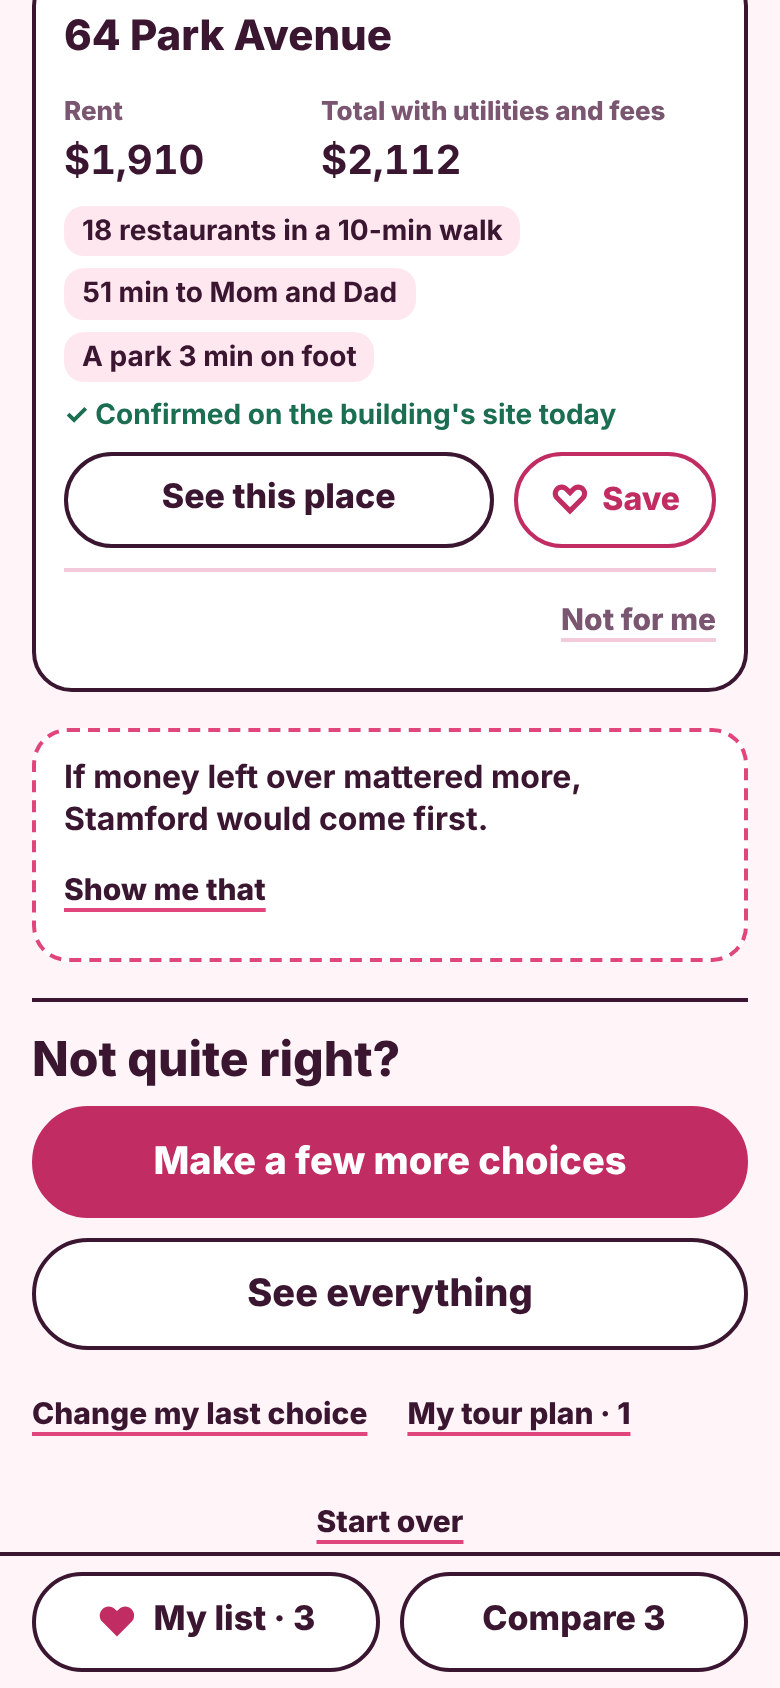 64 Park Avenue
Rent
Total with utilities and fees
$1,910
$2,112
18 restaurants in a 10-min walk
51 min to Mom and Dad
A park 3 min on foot
✓ Confirmed on the building's site today
See this place
Save
Not for me
If money left over mattered more,
Stamford would come first.
Show me that
Not quite right?
Make a few more choices
See everything
Change my last choice
My tour plan · 1
Start over
My list · 3
Compare 3